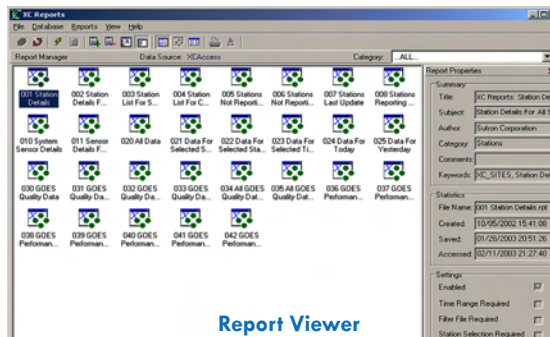 XC Reports
File Database Reports View Help
Report Manager Data Source: XCAccess Category: ...ALL...
001 Station Details
002 Station Details F...
003 Station List For S...
004 Station List For C...
005 Stations Not Reporti...
006 Stations Not Reporti...
007 Stations Last Update
008 Stations Reporting ...
010 System Sensor Details
011 Sensor Details F...
020 All Data
021 Data For Selected S...
022 Data For Selected Sta...
023 Data For Selected Ti...
024 Data For Today
025 Data For Yesterday
030 GOES Quality Data
031 GOES Quality Da...
032 GOES Quality Da...
033 GOES Quality Da...
034 All GOES Quality Dat...
035 All GOES Quality Dat...
036 GOES Performan...
037 GOES Performan...
038 GOES Performan...
039 GOES Performan...
040 GOES Performan...
041 GOES Performan...
042 GOES Performan...
Report Viewer
Report Properties
Summary
Title: XC Reports: Station De
Subject: Station Details For All S
Author: Sutron Corporation
Category: Stations
Comments:
Keywords: XC_SITES, Station Det
Statistics
File Name: 001 Station Details.rpt
Created: 10/05/2002 15:41:00
Saved: 01/28/2003 20:51:26
Accessed: 02/11/2003 21:27:40
Settings
Enabled
Time Range Required
Filter File Required
Station Selection Required